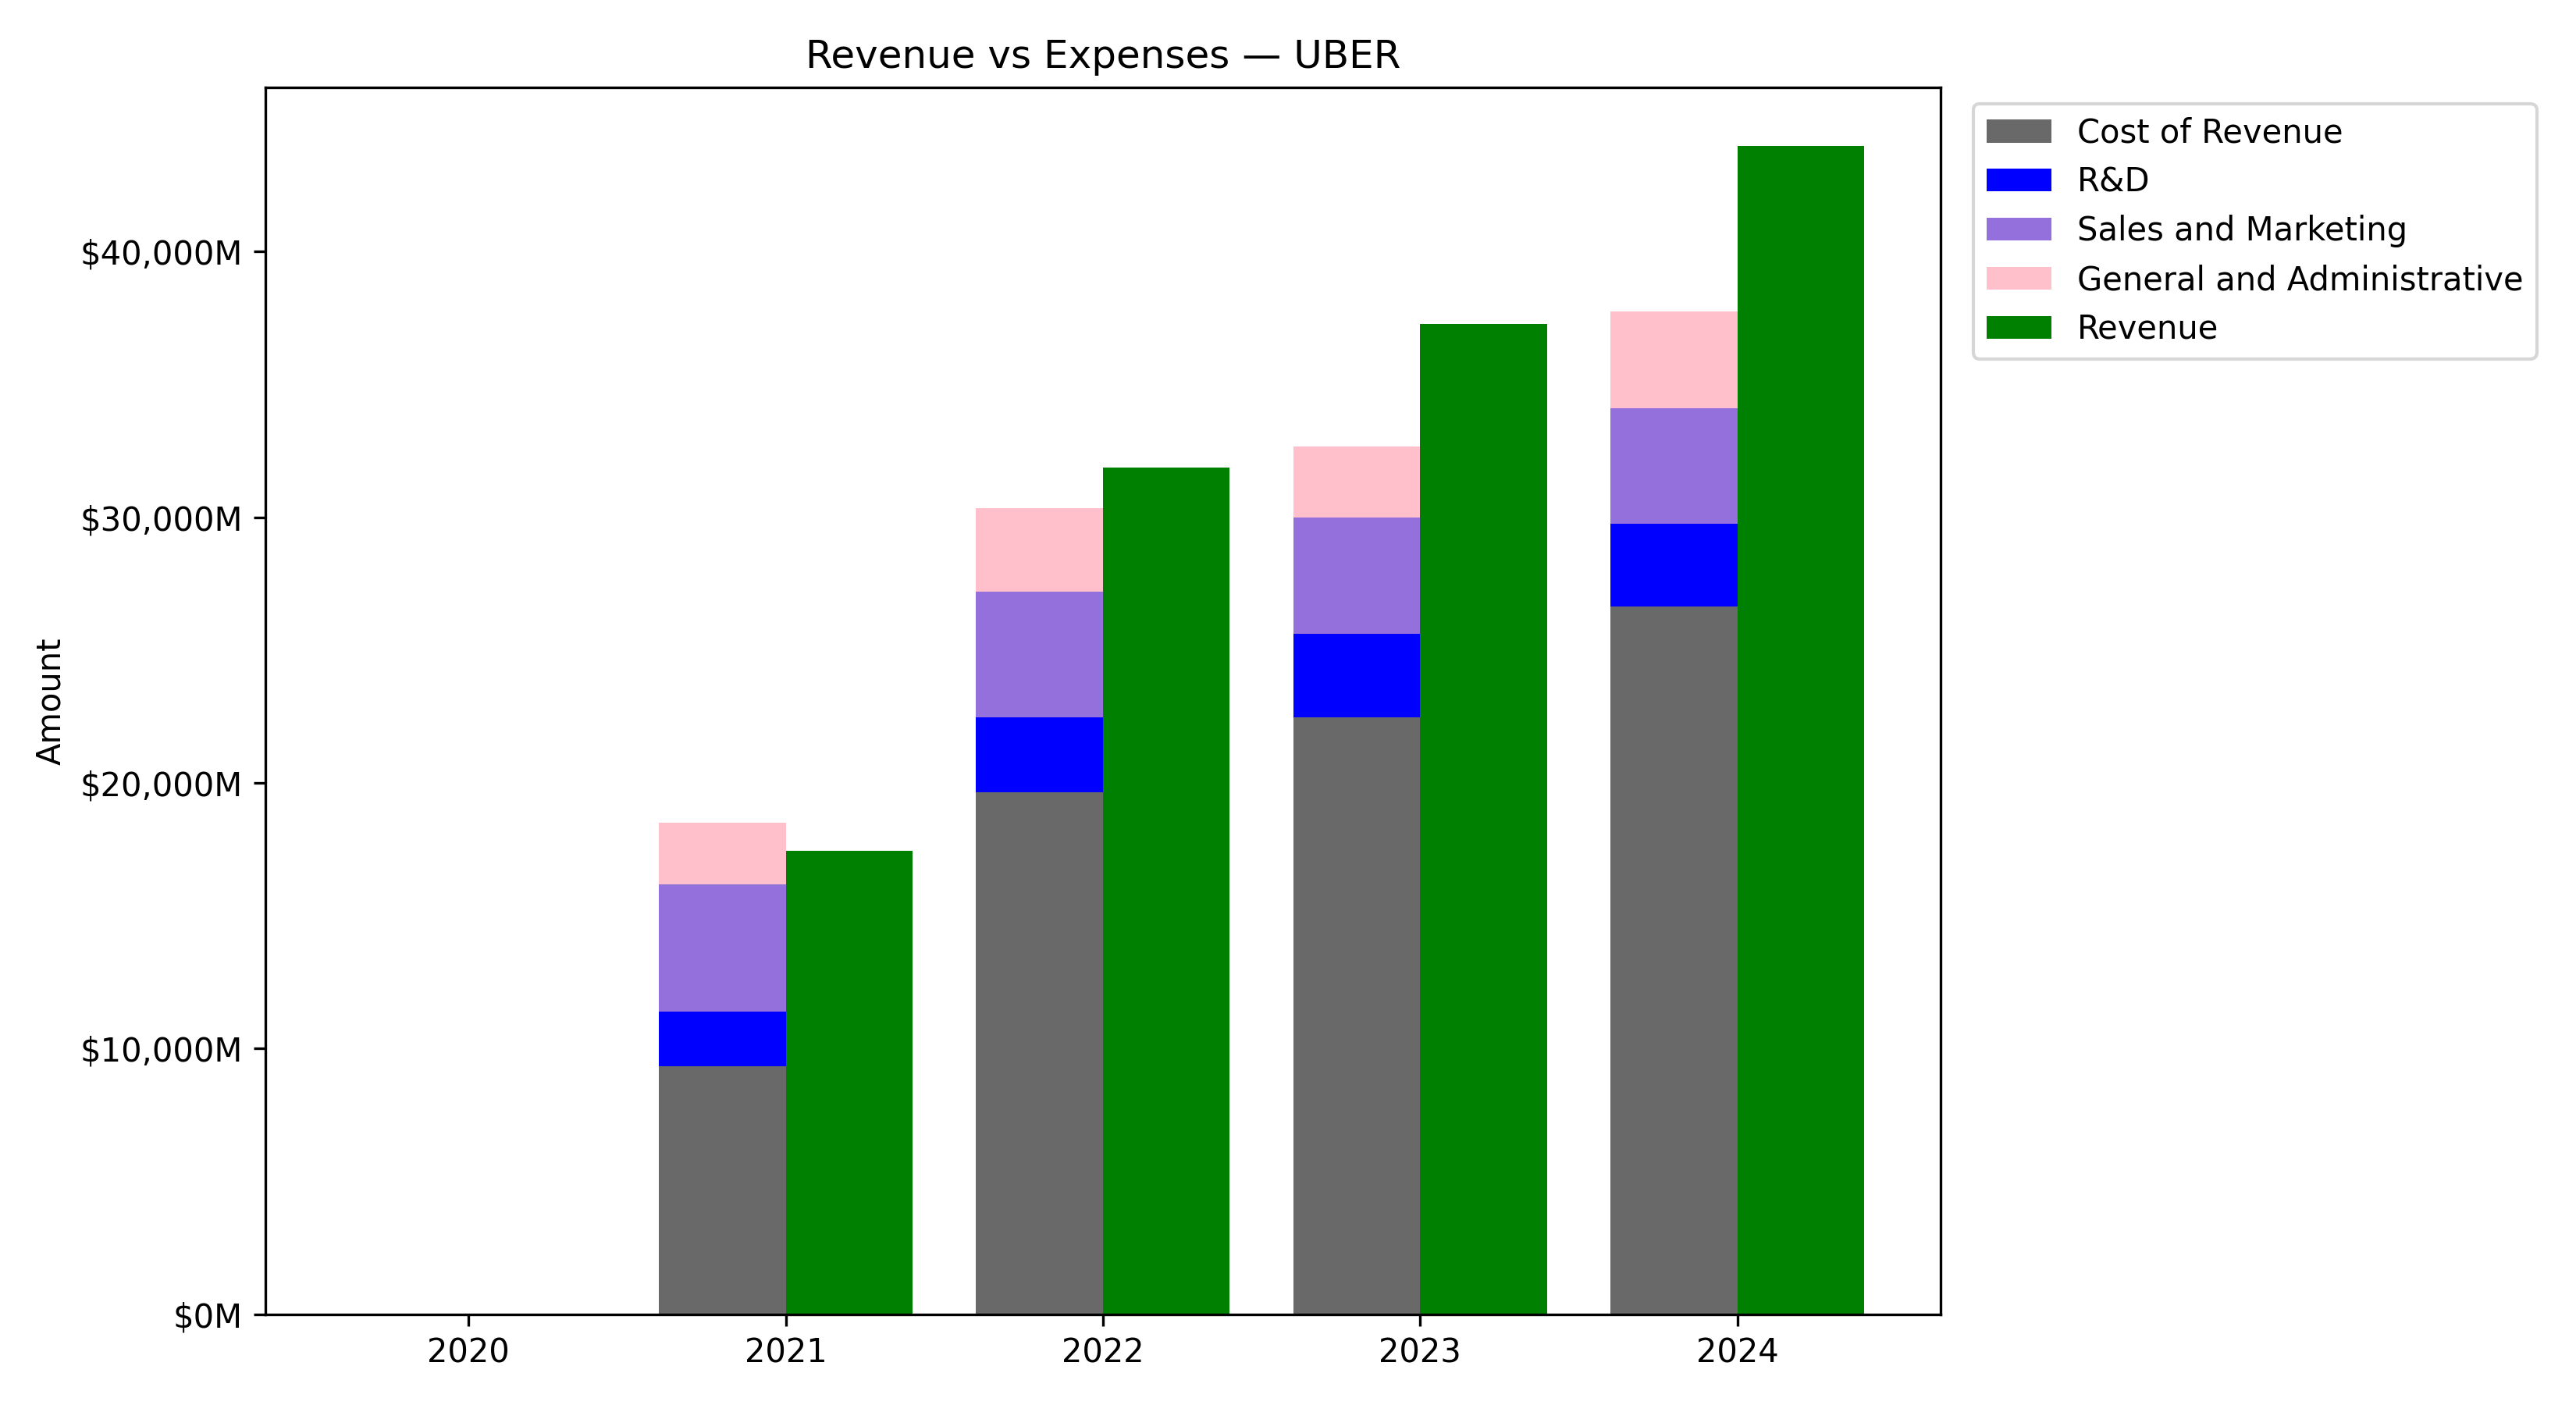 Revenue vs Expenses — UBER
Amount
$40,000M
$30,000M
$20,000M
$10,000M
$0M
2020 2021 2022 2023 2024
Cost of Revenue
R&D
Sales and Marketing
General and Administrative
Revenue